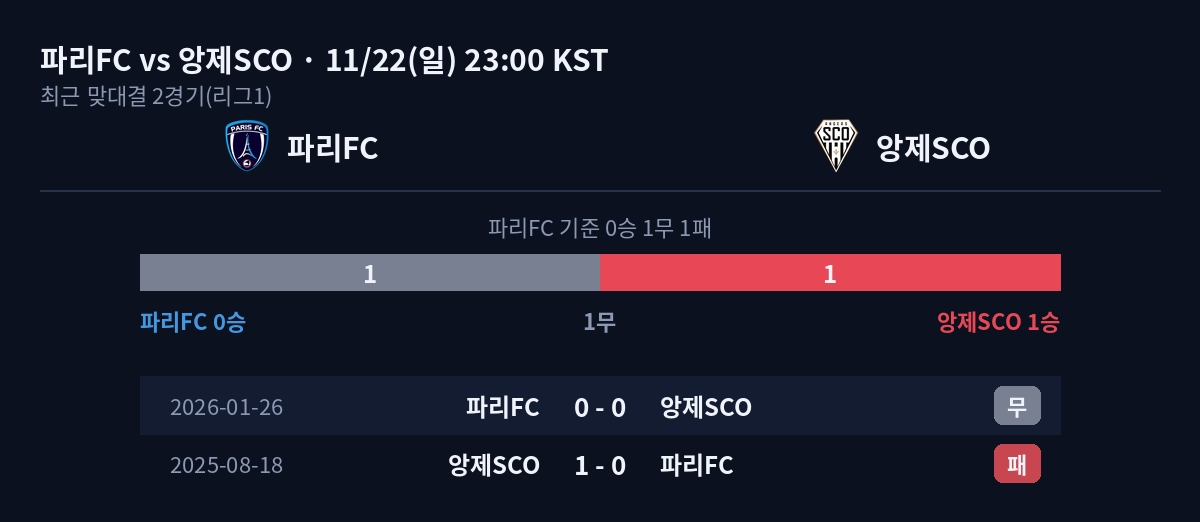 파리FC vs 앙제SCO · 11/22(일) 23:00 KST
최근 맞대결 2경기(리그1)
PARIS FC
파리FC
ANGERS
SCO
앙제SCO
파리FC 기준 0승 1무 1패
1 1
파리FC 0승 1무 앙제SCO 1승
2026-01-26 파리FC 0 - 0 앙제SCO 무
2025-08-18 앙제SCO 1 - 0 파리FC 패